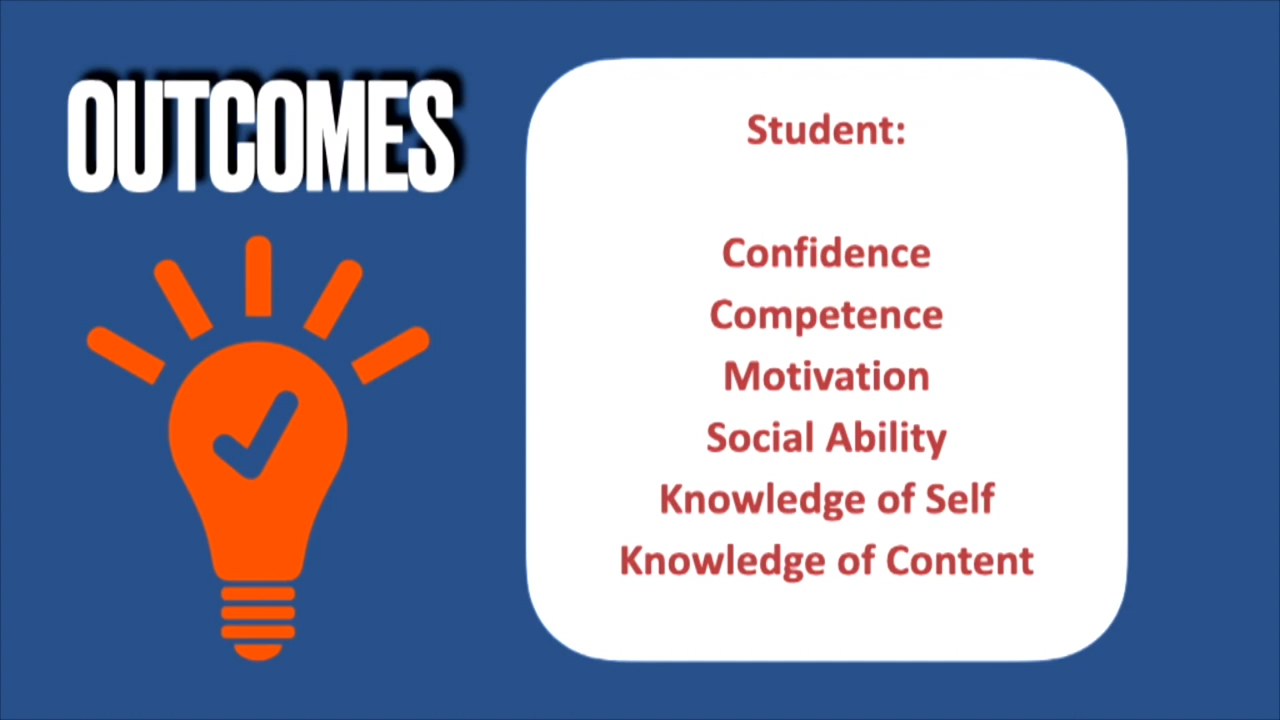 OUTCOMES
Student:
Confidence
Competence
Motivation
Social Ability
Knowledge of Self
Knowledge of Content